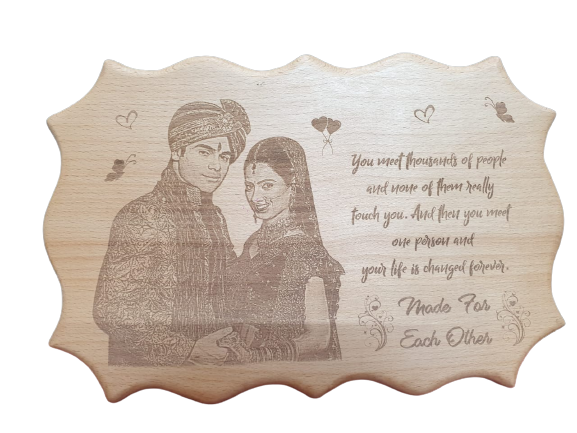 You meet thousands of people
and none of them really
touch you. And then you meet
one person and
your life is changed forever.
Made For
Each Other